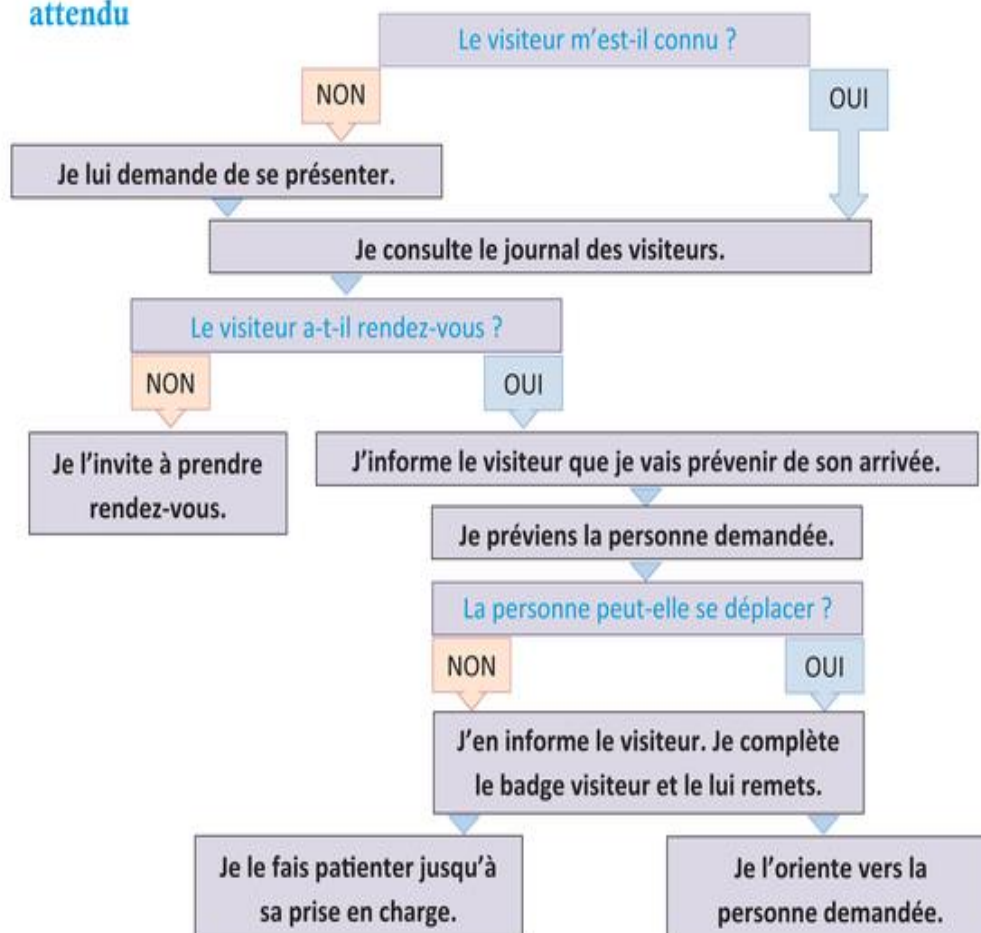 attendu
Le visiteur m'est-il connu ?
NON
OUI
Je lui demande de se présenter.
Je consulte le journal des visiteurs.
Le visiteur a-t-il rendez-vous ?
NON
OUI
Je l'invite à prendre
rendez-vous.
J'informe le visiteur que je vais prévenir de son arrivée.
Je préviens la personne demandée.
La personne peut-elle se déplacer ?
NON
OUI
J'en informe le visiteur. Je complète
le badge visiteur et le lui remets.
Je le fais patienter jusqu'à
sa prise en charge.
Je l'oriente vers la
personne demandée.